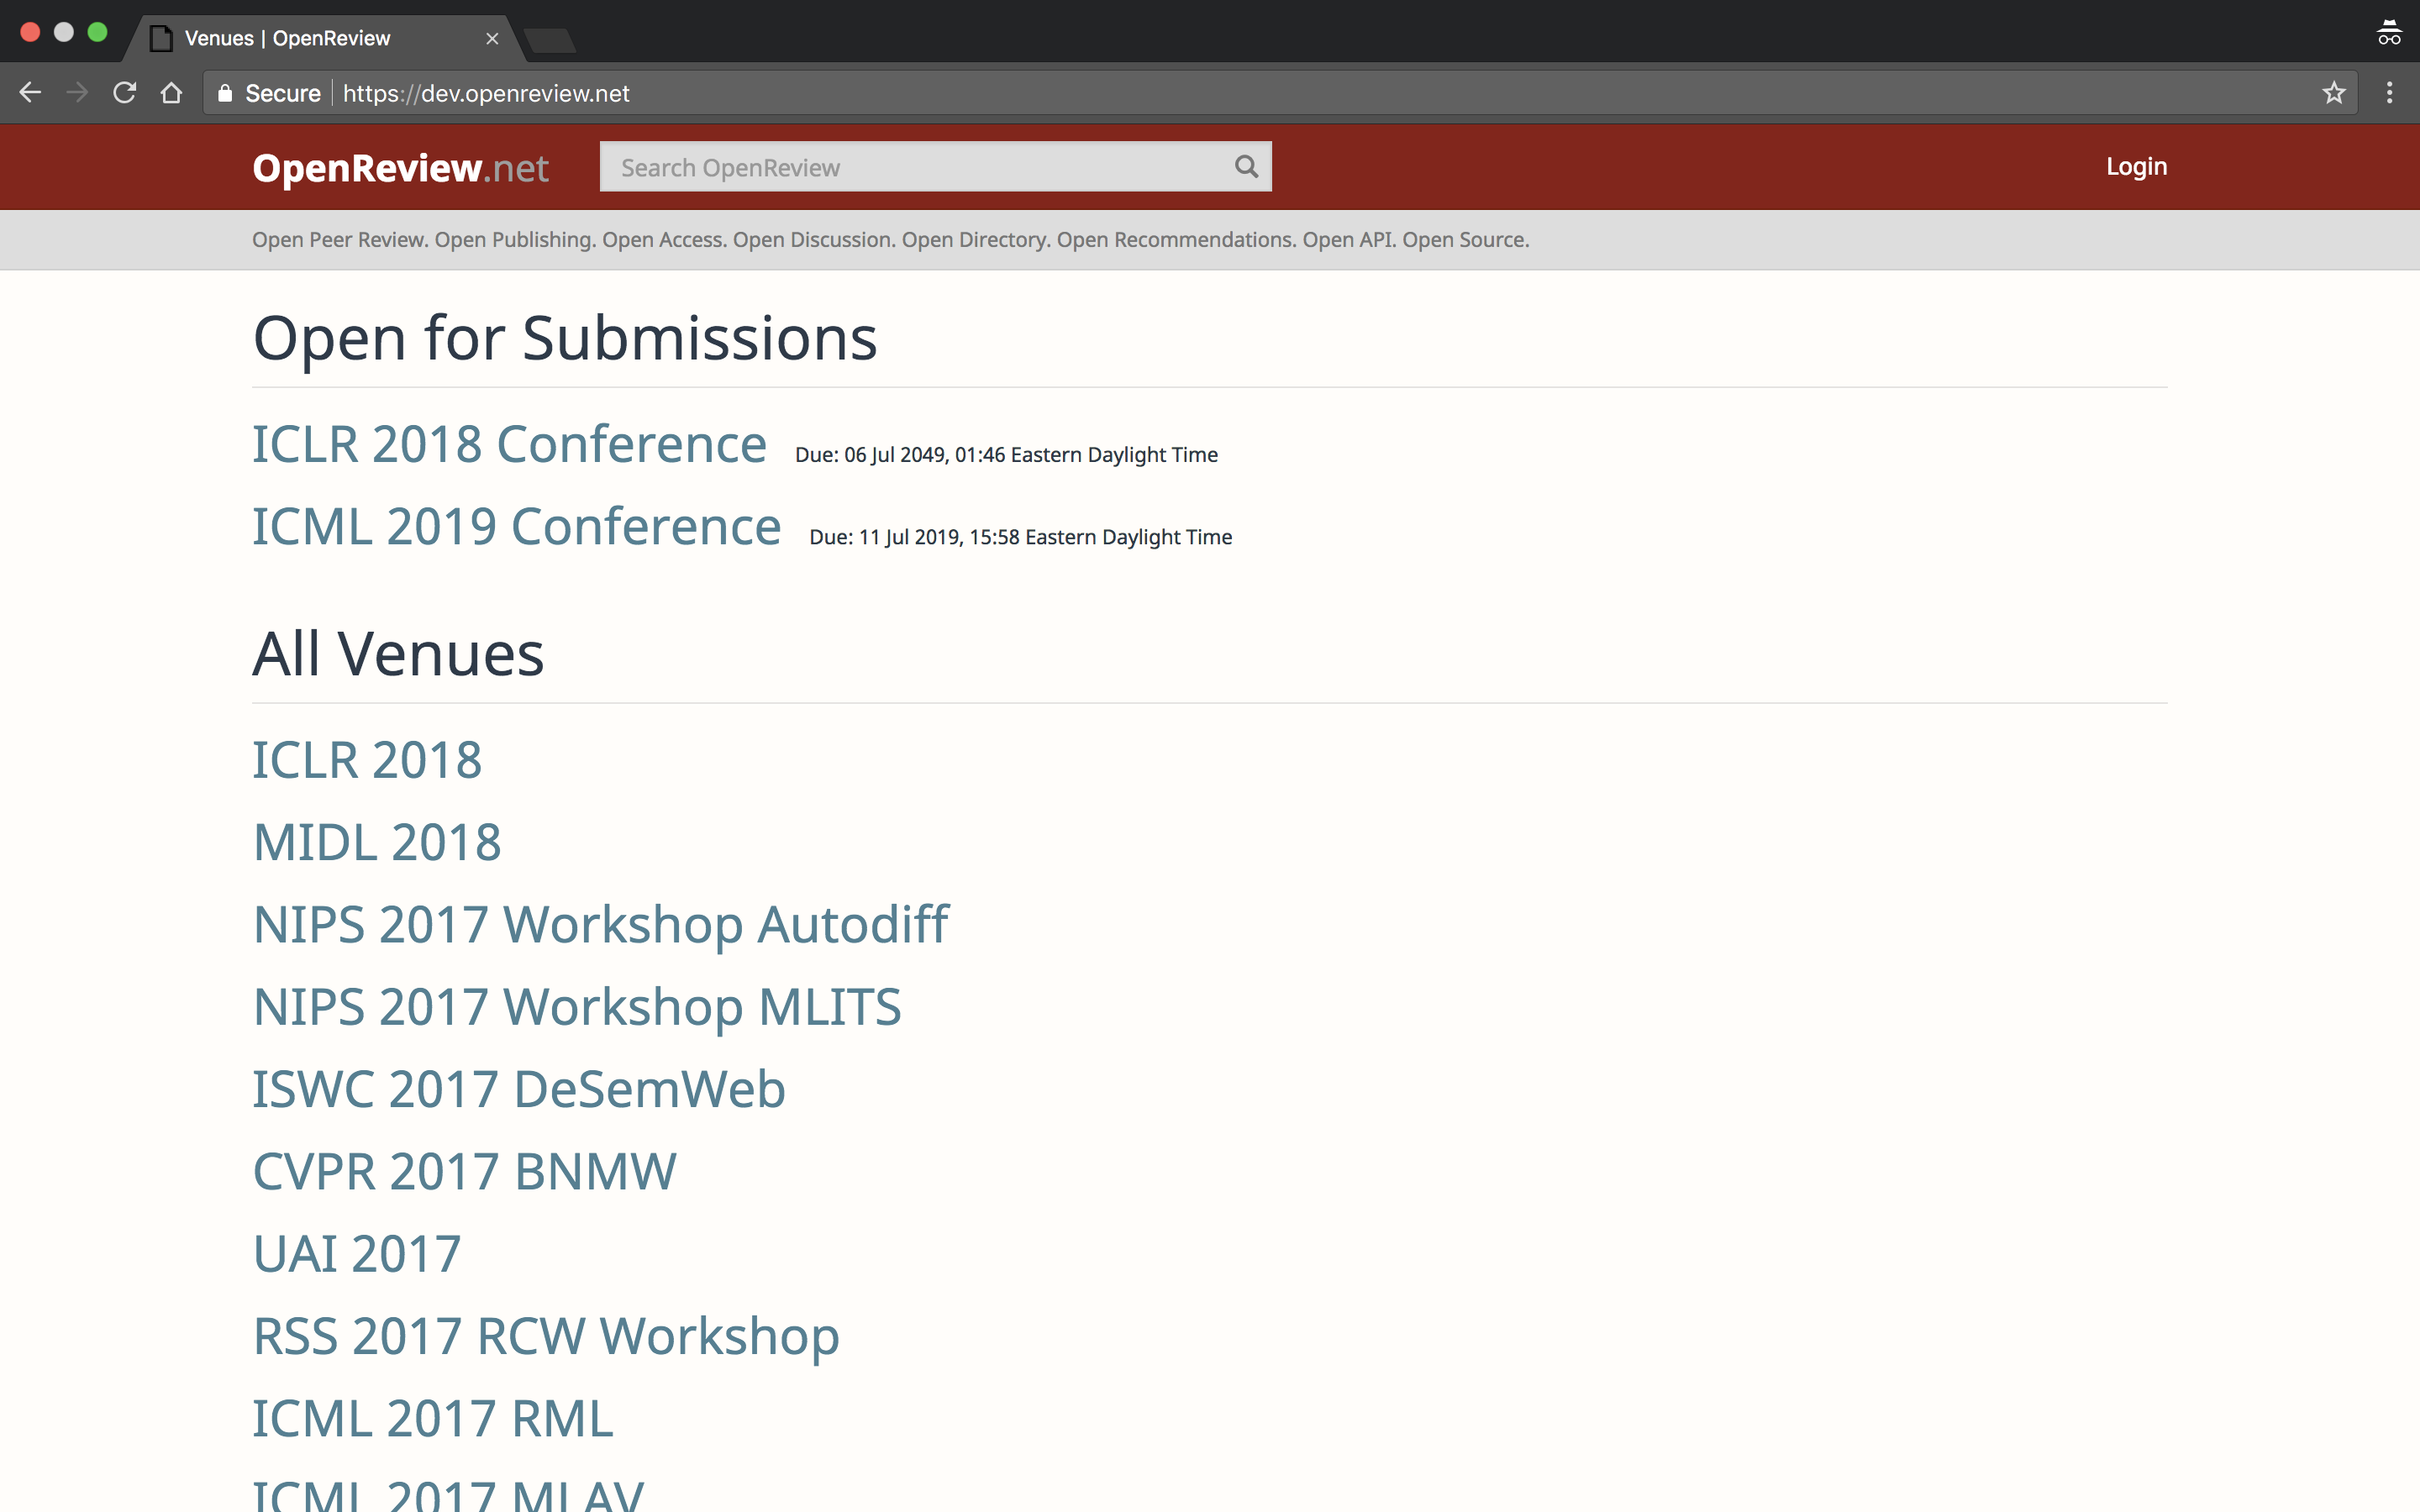 Venues | OpenReview
Secure https://dev.openreview.net
OpenReview.net Search OpenReview Login
Open Peer Review. Open Publishing. Open Access. Open Discussion. Open Directory. Open Recommendations. Open API. Open Source.
Open for Submissions
ICLR 2018 Conference Due: 06 Jul 2049, 01:46 Eastern Daylight Time
ICML 2019 Conference Due: 11 Jul 2019, 15:58 Eastern Daylight Time
All Venues
ICLR 2018
MIDL 2018
NIPS 2017 Workshop Autodiff
NIPS 2017 Workshop MLITS
ISWC 2017 DeSemWeb
CVPR 2017 BNMW
UAI 2017
RSS 2017 RCW Workshop
ICML 2017 RML
ICML 2017 MLAV